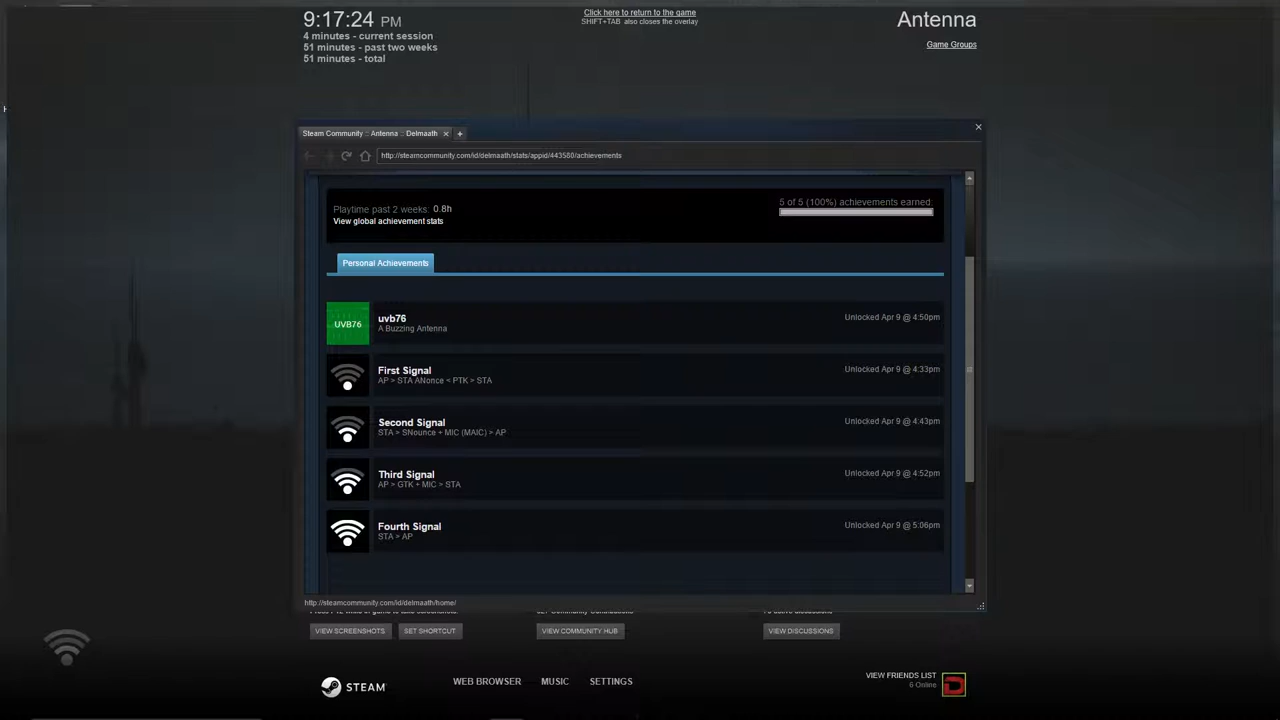 9:17:24 PM
4 minutes - current session
51 minutes - past two weeks
51 minutes - total
Click here to return to the game
SHIFT+TAB also closes the overlay
Antenna
Game Groups
Steam Community :: Antenna :: Delmaath
http://steamcommunity.com/id/delmaath/stats/appid/443580/achievements
Playtime past 2 weeks: 0.8h
View global achievement stats
5 of 5 (100%) achievements earned:
Personal Achievements
UVB76
uvb76
A Buzzing Antenna
Unlocked Apr 9 @ 4:50pm
First Signal
AP > STA ANonce < PTK > STA
Unlocked Apr 9 @ 4:33pm
Second Signal
STA > SNounce + MIC (MAIC) > AP
Unlocked Apr 9 @ 4:43pm
Third Signal
AP > GTK + MIC > STA
Unlocked Apr 9 @ 4:52pm
Fourth Signal
STA > AP
Unlocked Apr 9 @ 5:06pm
http://steamcommunity.com/id/delmaath/home/
VIEW SCREENSHOTS
SET SHORTCUT
VIEW COMMUNITY HUB
VIEW DISCUSSIONS
STEAM
WEB BROWSER
MUSIC
SETTINGS
VIEW FRIENDS LIST
6 Online